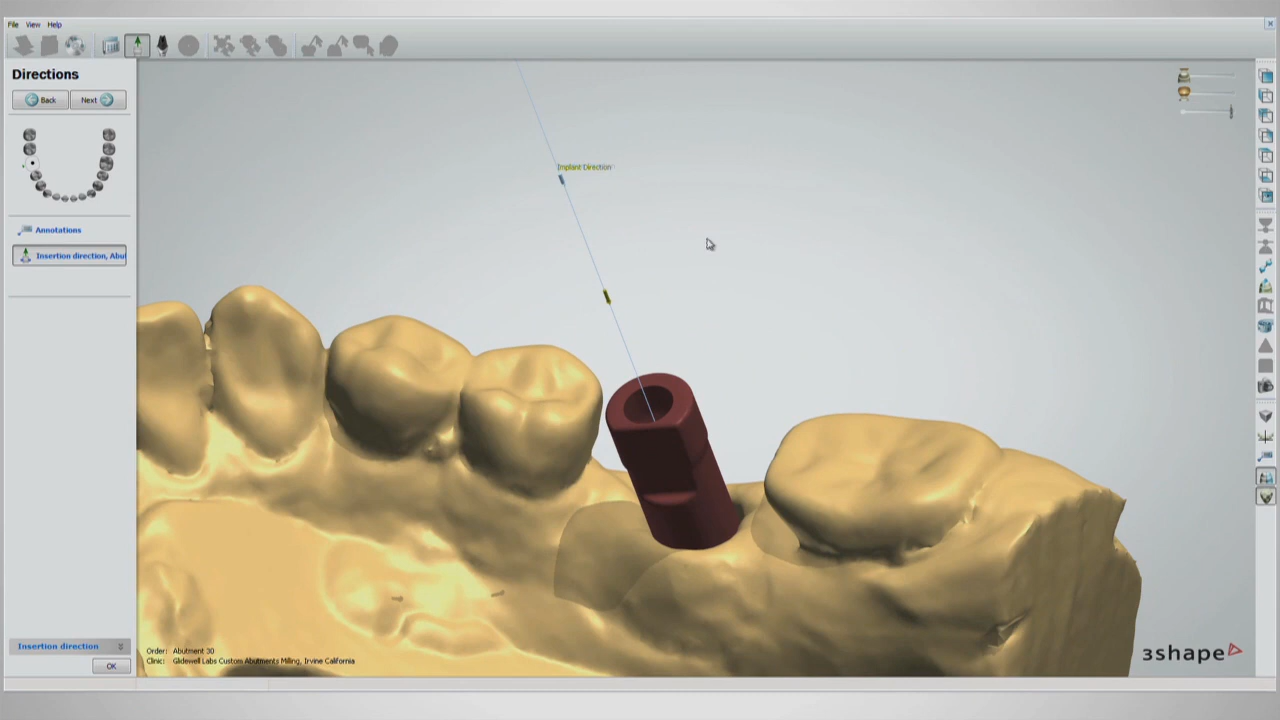 File View Help
Directions
Back Next
Annotations
Insertion direction, Abut
Implant Direction
Insertion direction
OK
Order: Abutment 30
Clinic: Glidewell Labs Custom Abutments Milling, Irvine California
3shape